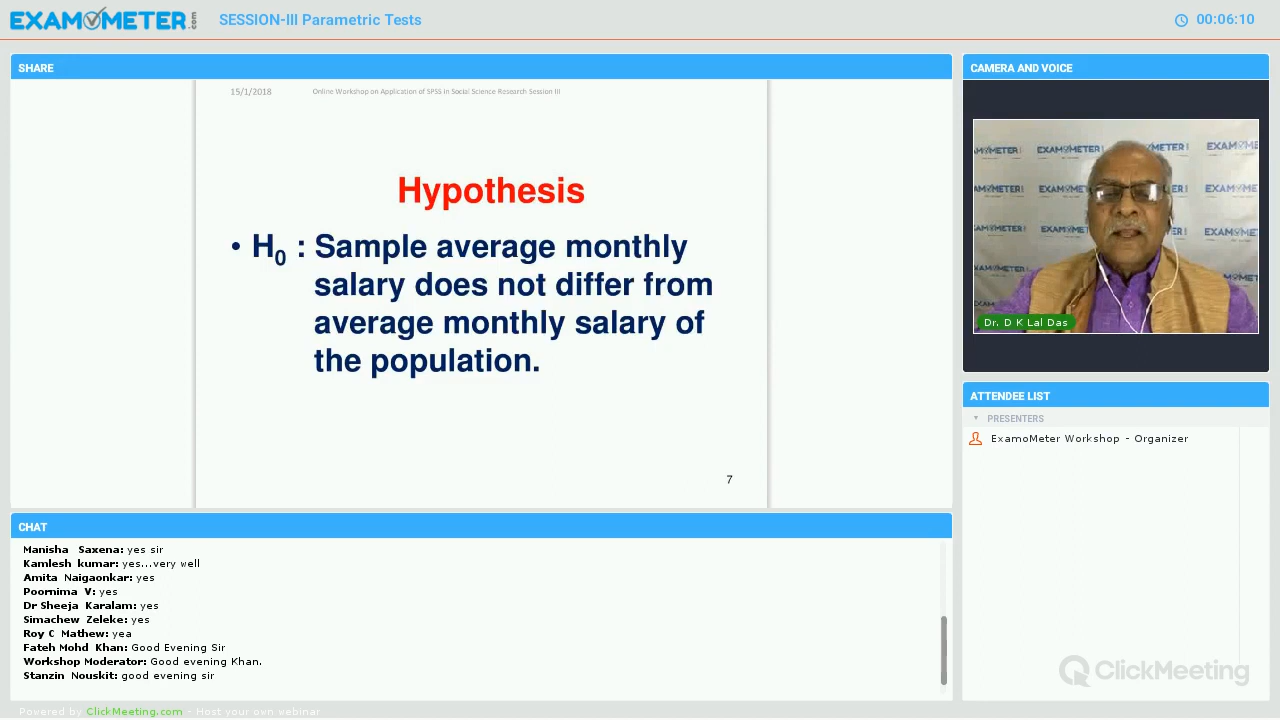 EXAMOMETER.com SESSION-III Parametric Tests 00:06:10
SHARE
15/1/2018 Online Workshop on Application of SPSS in Social Science Research Session III
Hypothesis
• H0 : Sample average monthly
salary does not differ from
average monthly salary of
the population.
7
CAMERA AND VOICE
EXAMOMETER
Dr. D K Lal Das
ATTENDEE LIST
PRESENTERS
ExamoMeter Workshop - Organizer
CHAT
Manisha Saxena: yes sir
Kamlesh kumar: yes...very well
Amita Naigaonkar: yes
Poornima V: yes
Dr Sheeja Karalam: yes
Simachew Zeleke: yes
Roy C Mathew: yea
Fateh Mohd Khan: Good Evening Sir
Workshop Moderator: Good evening Khan.
Stanzin Nouskit: good evening sir
ClickMeeting
Powered by ClickMeeting.com - Host your own webinar